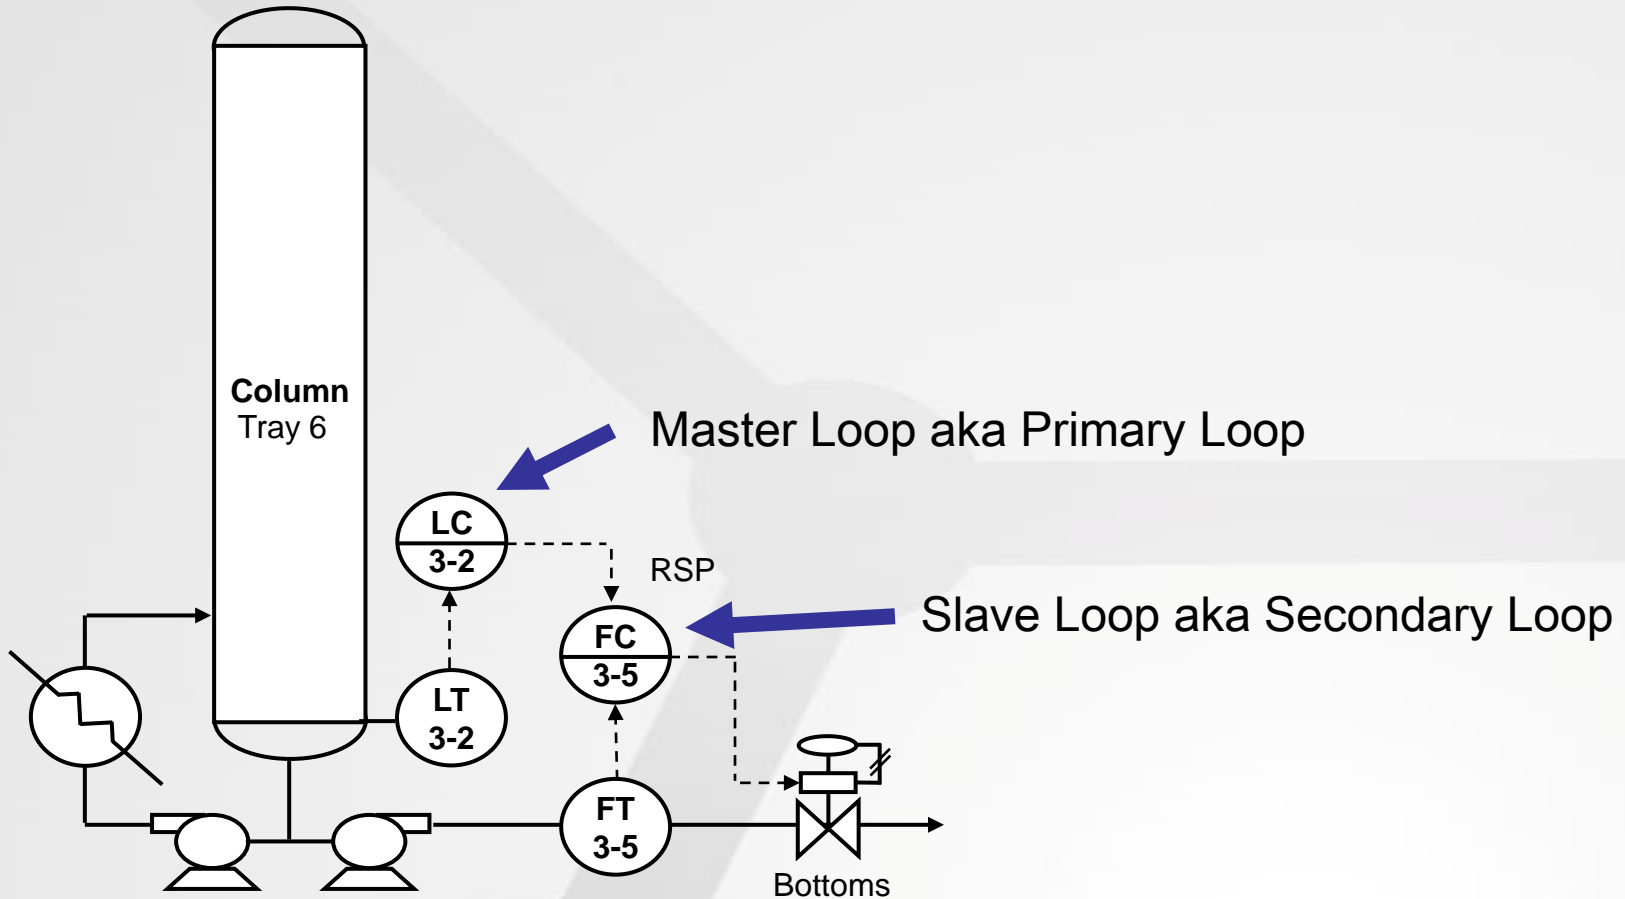 Column
Tray 6
Master Loop aka Primary Loop
LC
3-2
RSP
Slave Loop aka Secondary Loop
FC
3-5
LT
3-2
FT
3-5
Bottoms